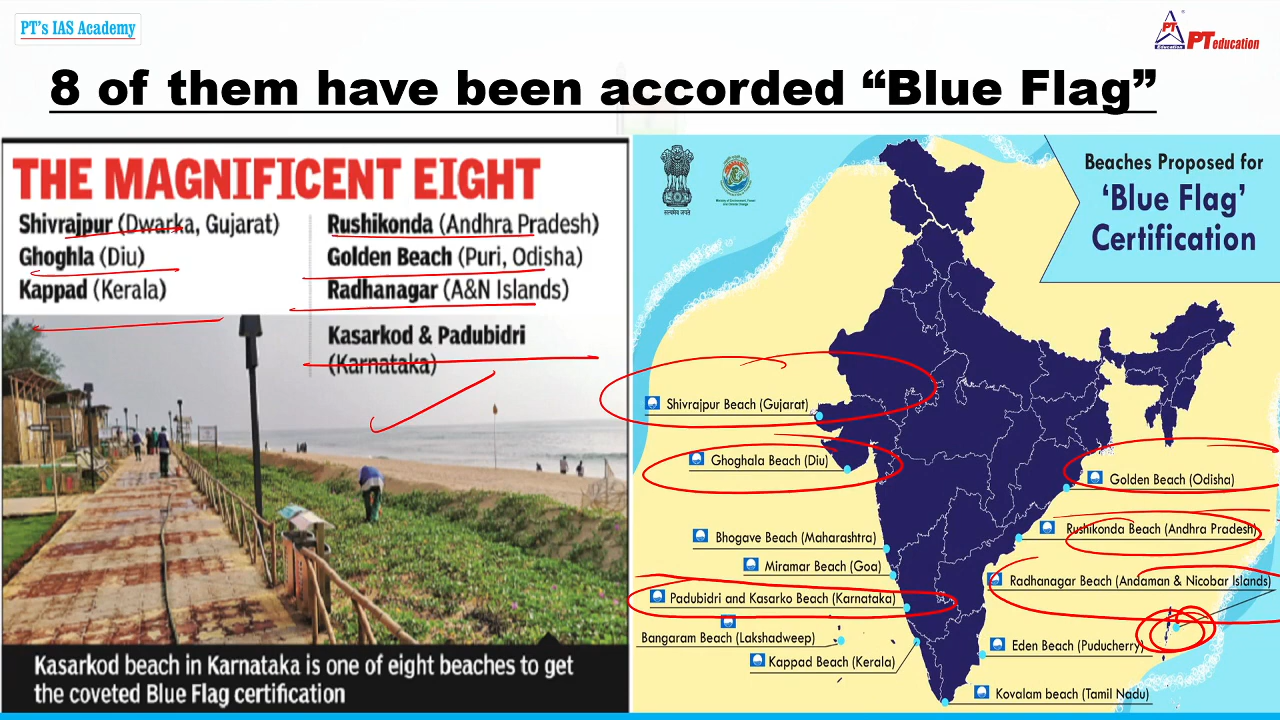 PT's IAS Academy
PT
Education
PT education
8 of them have been accorded “Blue Flag”
THE MAGNIFICENT EIGHT
Shivrajpur (Dwarka, Gujarat)
Ghoghla (Diu)
Kappad (Kerala)
Rushikonda (Andhra Pradesh)
Golden Beach (Puri, Odisha)
Radhanagar (A&N Islands)
Kasarkod & Padubidri
(Karnataka)
Kasarkod beach in Karnataka is one of eight beaches to get
the coveted Blue Flag certification
सत्यमेव जयते
Beaches Proposed for
‘Blue Flag’
Certification
Shivrajpur Beach (Gujarat)
Ghoghala Beach (Diu)
Bhogave Beach (Maharashtra)
Miramar Beach (Goa)
Padubidri and Kasarko Beach (Karnataka)
Bangaram Beach (Lakshadweep)
Kappad Beach (Kerala)
Golden Beach (Odisha)
Rushikonda Beach (Andhra Pradesh)
Radhanagar Beach (Andaman & Nicobar Islands)
Eden Beach (Puducherry)
Kovalam beach (Tamil Nadu)